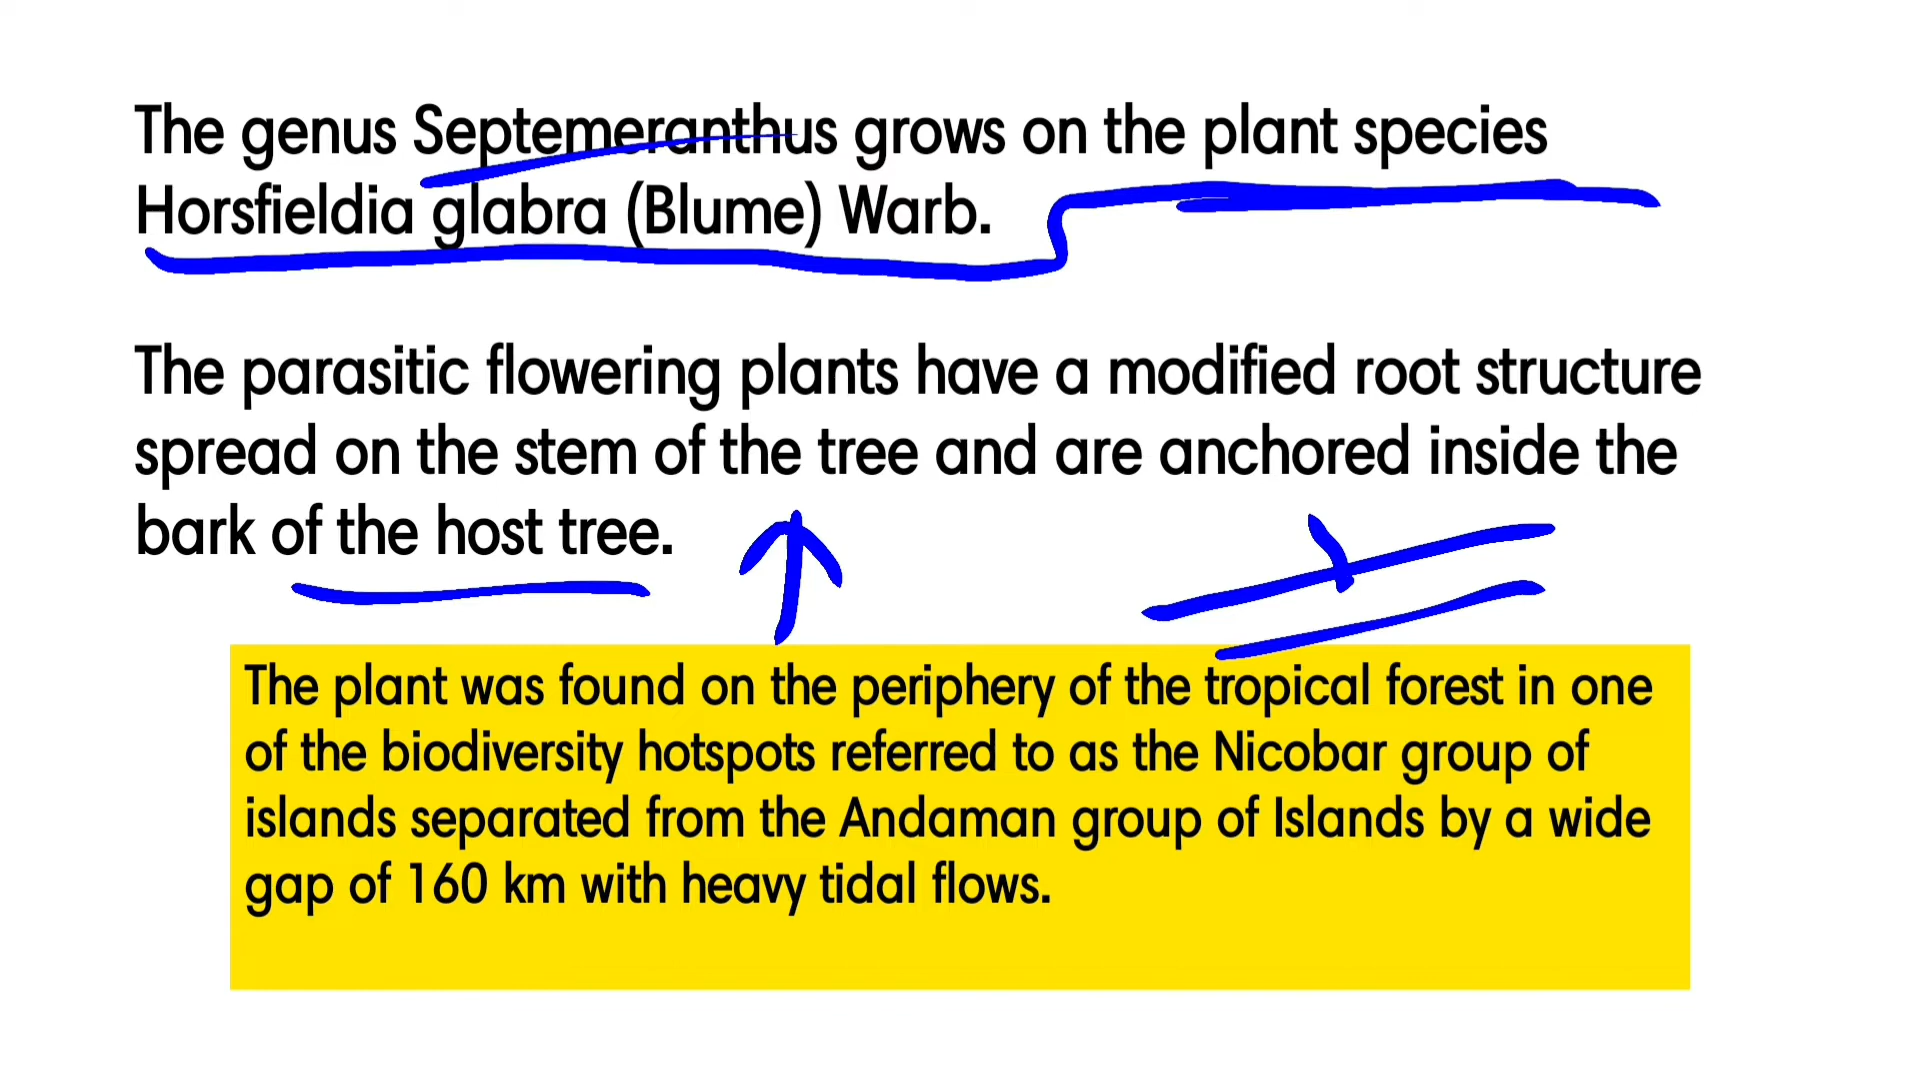 The genus Septemeranthus grows on the plant species
Horsfieldia glabra (Blume) Warb.
The parasitic flowering plants have a modified root structure
spread on the stem of the tree and are anchored inside the
bark of the host tree.
The plant was found on the periphery of the tropical forest in one
of the biodiversity hotspots referred to as the Nicobar group of
islands separated from the Andaman group of Islands by a wide
gap of 160 km with heavy tidal flows.